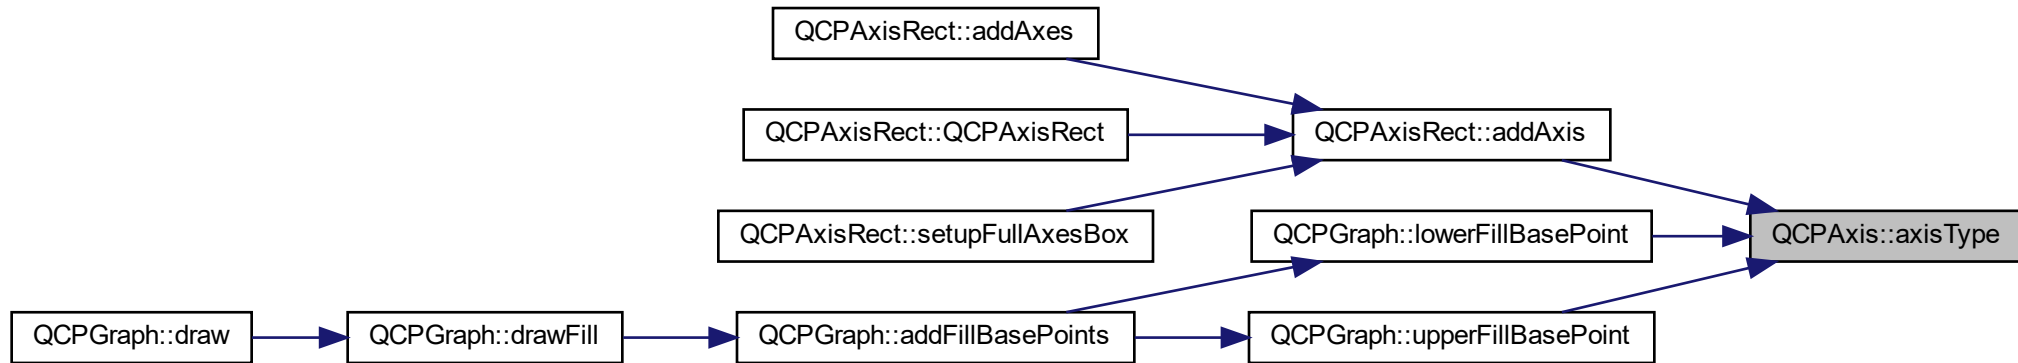 QCPAxisRect::addAxes
QCPAxisRect::QCPAxisRect
QCPAxisRect::addAxis
QCPAxisRect::setupFullAxesBox
QCPGraph::lowerFillBasePoint
QCPAxis::axisType
QCPGraph::draw
QCPGraph::drawFill
QCPGraph::addFillBasePoints
QCPGraph::upperFillBasePoint